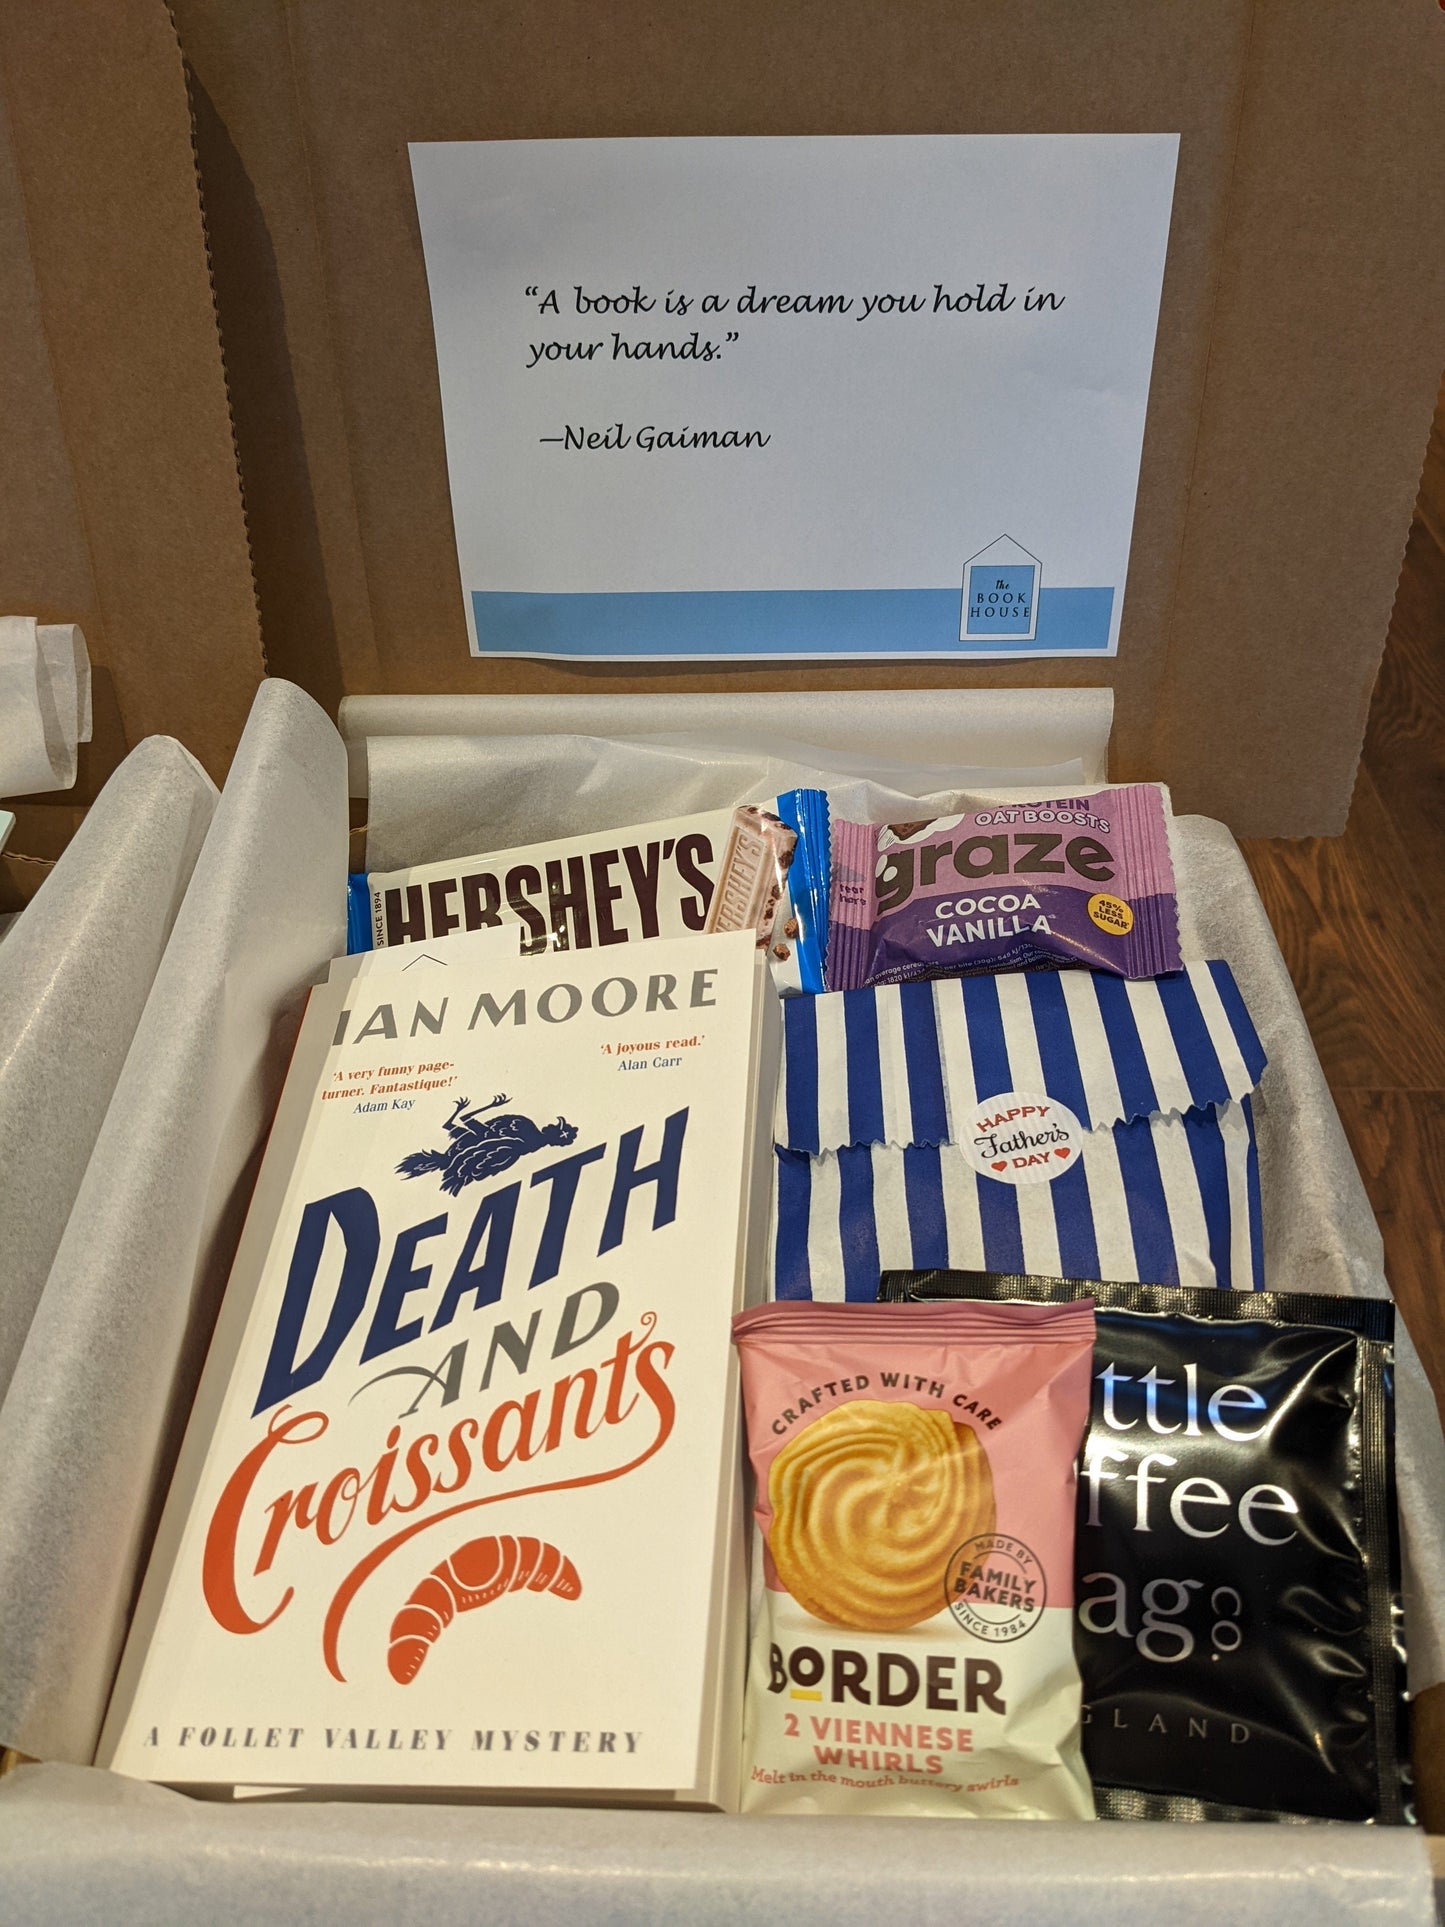 “A book is a dream you hold in
your hands.”
—Neil Gaiman
the
BOOK
HOUSE
SINCE 1894
HERSHEY'S
HERSHEY'S
PROTEIN
OAT BOOSTS
graze
COCOA
VANILLA
45%
LESS
SUGAR
IAN MOORE
‘A very funny page-
turner. Fantastique!’
Adam Kay
‘A joyous read.’
Alan Carr
DEATH
AND
Croissants
A FOLLET VALLEY MYSTERY
HAPPY
Father's
DAY
CRAFTED WITH CARE
MADE BY
FAMILY
BAKERS
SINCE 1984
BORDER
2 VIENNESE
WHIRLS
Melt in the mouth buttery swirls
ttle
ffee
ag co.
GLAND